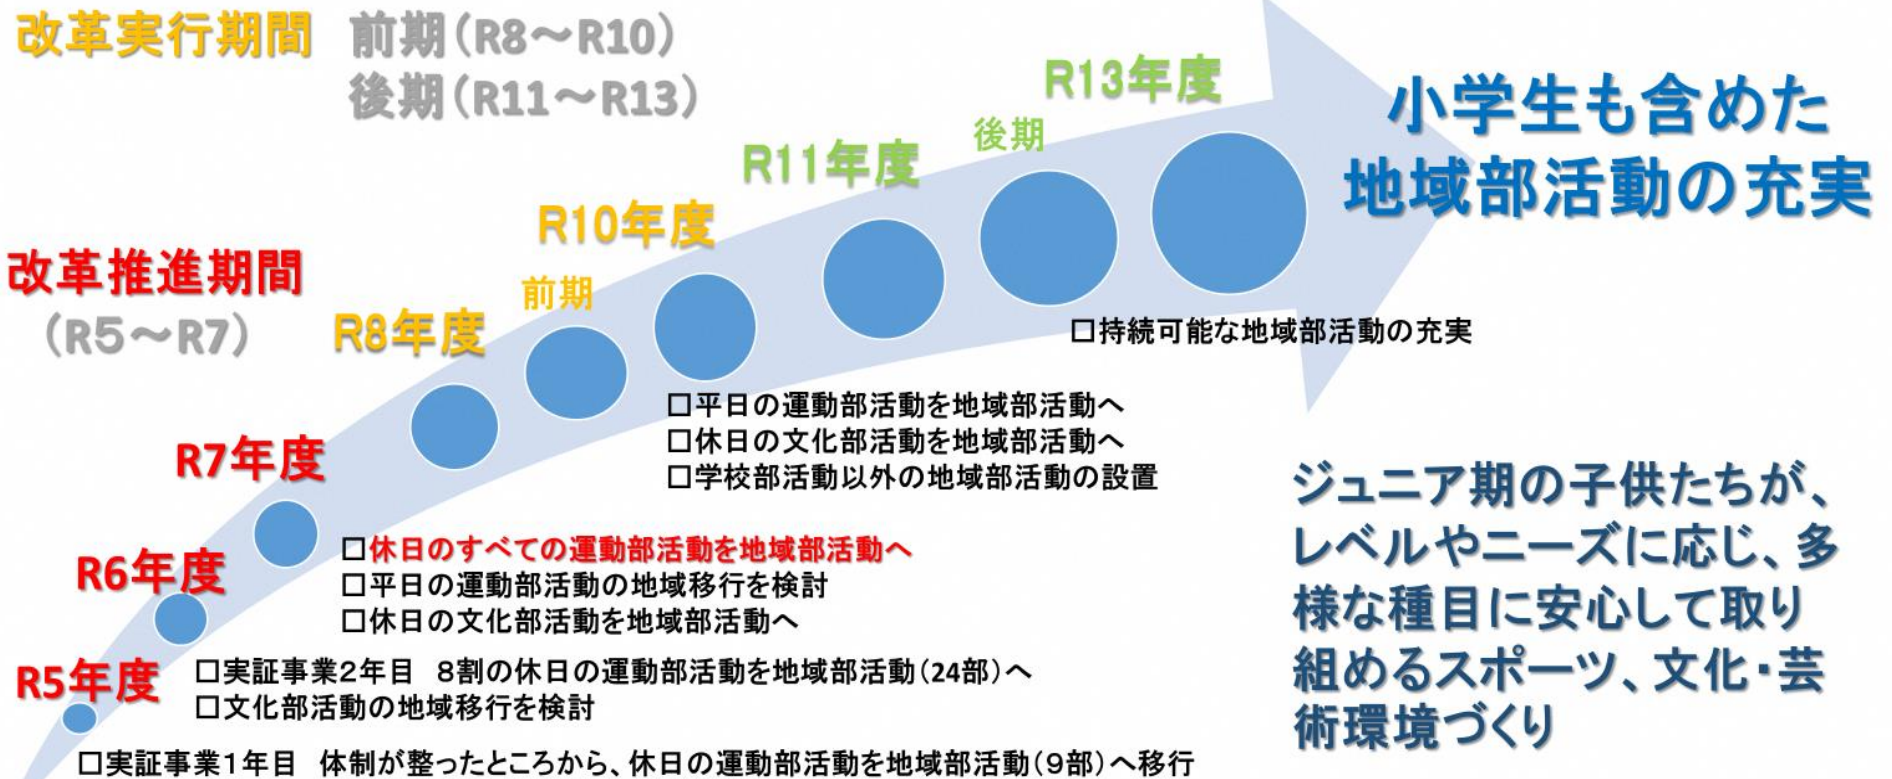 改革実行期間 前期(R8～R10)
後期(R11～R13)
R13年度
後期
R11年度
R10年度
前期
R8年度
小学生も含めた
地域部活動の充実
改革推進期間
(R5～R7)
□持続可能な地域部活動の充実
□平日の運動部活動を地域部活動へ
□休日の文化部活動を地域部活動へ
□学校部活動以外の地域部活動の設置
R7年度
□休日のすべての運動部活動を地域部活動へ
□平日の運動部活動の地域移行を検討
□休日の文化部活動を地域部活動へ
R6年度
□実証事業２年目 ８割の休日の運動部活動を地域部活動(24部)へ
□文化部活動の地域移行を検討
R5年度
□実証事業１年目 体制が整ったところから、休日の運動部活動を地域部活動(９部)へ移行
ジュニア期の子供たちが、
レベルやニーズに応じ、多
様な種目に安心して取り
組めるスポーツ、文化・芸
術環境づくり